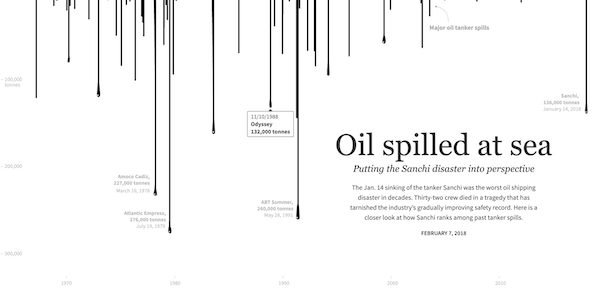 Major oil tanker spills
100,000
tonnes
Sanchi,
136,000 tonnes
January 14, 2018
11/10/1988
Odyssey
132,000 tonnes
Oil spilled at sea
Putting the Sanchi disaster into perspective
200,000
Amoco Cadiz,
227,000 tonnes
March 16, 1978
The Jan. 14 sinking of the tanker Sanchi was the worst oil shipping
disaster in decades. Thirty-two crew died in a tragedy that has
tarnished the industry's gradually improving safety record. Here is a
closer look at how Sanchi ranks among past tanker spills.
ABT Summer,
260,000 tonnes
May 28, 1991
Atlantic Empress,
276,000 tonnes
July 19, 1979
FEBRUARY 7, 2018
300,000
1970
1980
1990
2000
2010